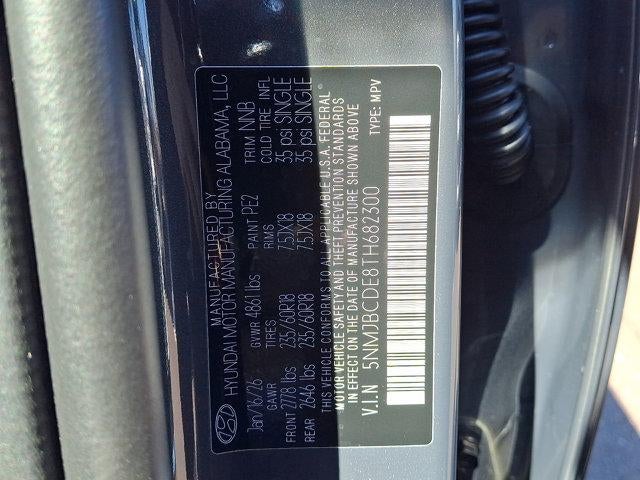 MANUFACTURED BY
HYUNDAI MOTOR MANUFACTURING ALABAMA, LLC
Jan/16/26 GVWR 4861 lbs PAINT PE2 TRIM NNB
GAWR TIRES RIMS COLD TIRE INFL
FRONT 2778 lbs 235/60R18 7.5JX18 35 psi SINGLE
REAR 2646 lbs 235/60R18 7.5JX18 35 psi SINGLE
THIS VEHICLE CONFORMS TO ALL APPLICABLE U.S.A. FEDERAL
MOTOR VEHICLE SAFETY AND THEFT PREVENTION STANDARDS
IN EFFECT ON THE DATE OF MANUFACTURE SHOWN ABOVE
V.I.N 5NMJBCDE8TH682300 TYPE: MPV